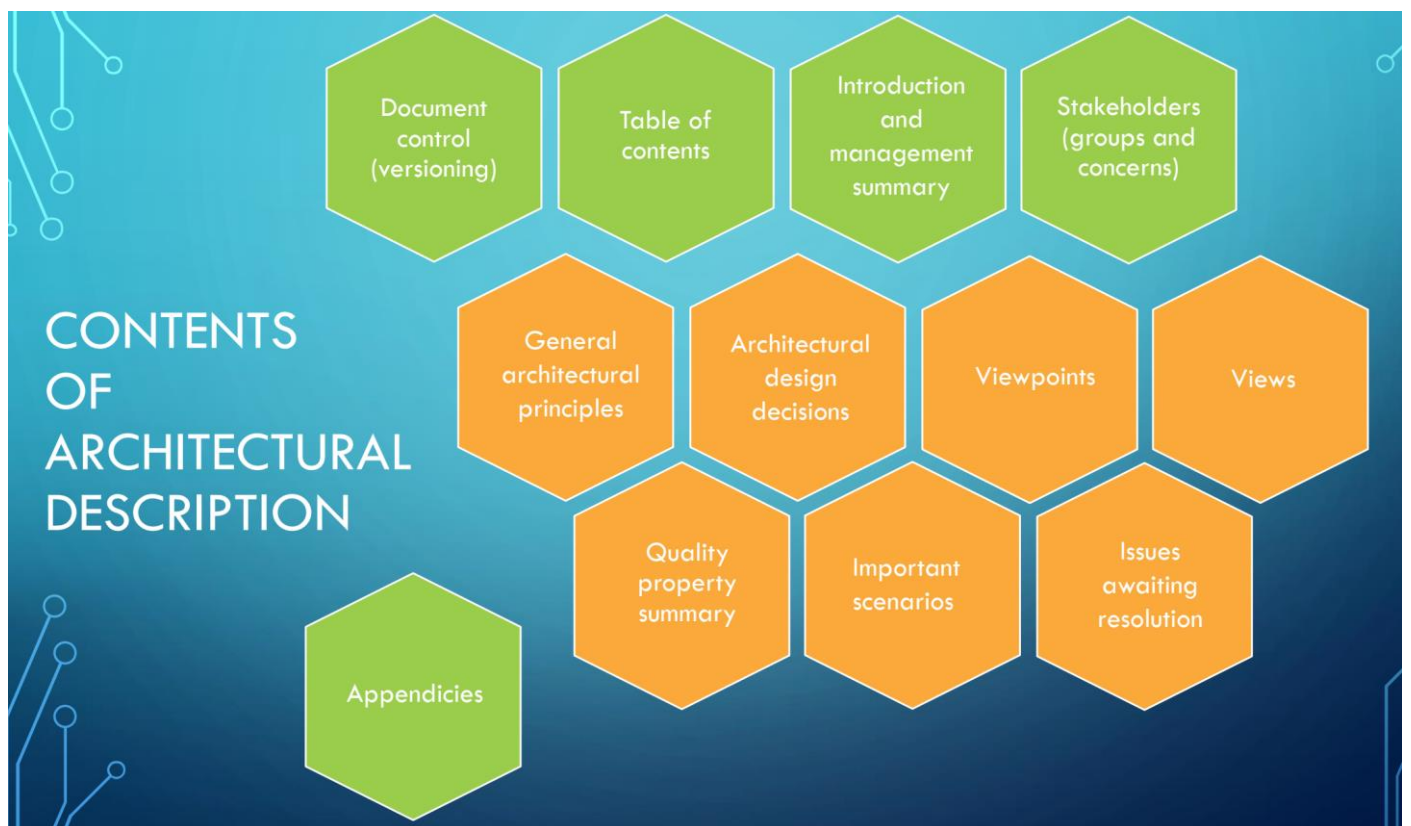 CONTENTS
OF
ARCHITECTURAL
DESCRIPTION
Document
control
(versioning)
Table of
contents
Introduction
and
management
summary
Stakeholders
(groups and
concerns)
General
architectural
principles
Architectural
design
decisions
Viewpoints
Views
Quality
property
summary
Important
scenarios
Issues
awaiting
resolution
Appendicies